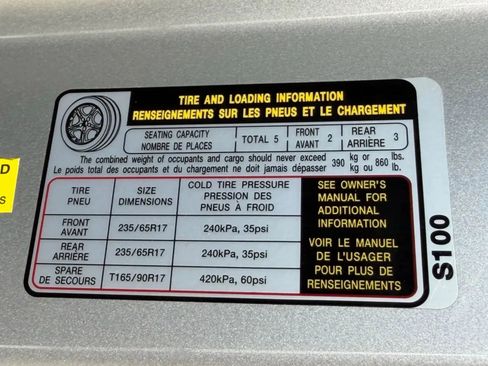 TIRE AND LOADING INFORMATION
RENSEIGNEMENTS SUR LES PNEUS ET LE CHARGEMENT
SEATING CAPACITY
NOMBRE DE PLACES
TOTAL 5
FRONT
AVANT 2
REAR
ARRIÈRE 3
The combined weight of occupants and cargo should never exceed
Le poids total des occupants et du chargement ne doit jamais dépasser
390 kg or kg ou 860 lbs. lb.
TIRE
PNEU
SIZE
DIMENSIONS
COLD TIRE PRESSURE
PRESSION DES
PNEUS A FROID
FRONT
AVANT
235/65R17
240kPa, 35psi
REAR
ARRIÈRE
235/65R17
240kPa, 35psi
SPARE
DE SECOURS
T165/90R17
420kPa, 60psi
SEE OWNER'S
MANUAL FOR
ADDITIONAL
INFORMATION
VOIR LE MANUEL
DE L'USAGER
POUR PLUS DE
RENSEIGNEMENTS
S100
D
S